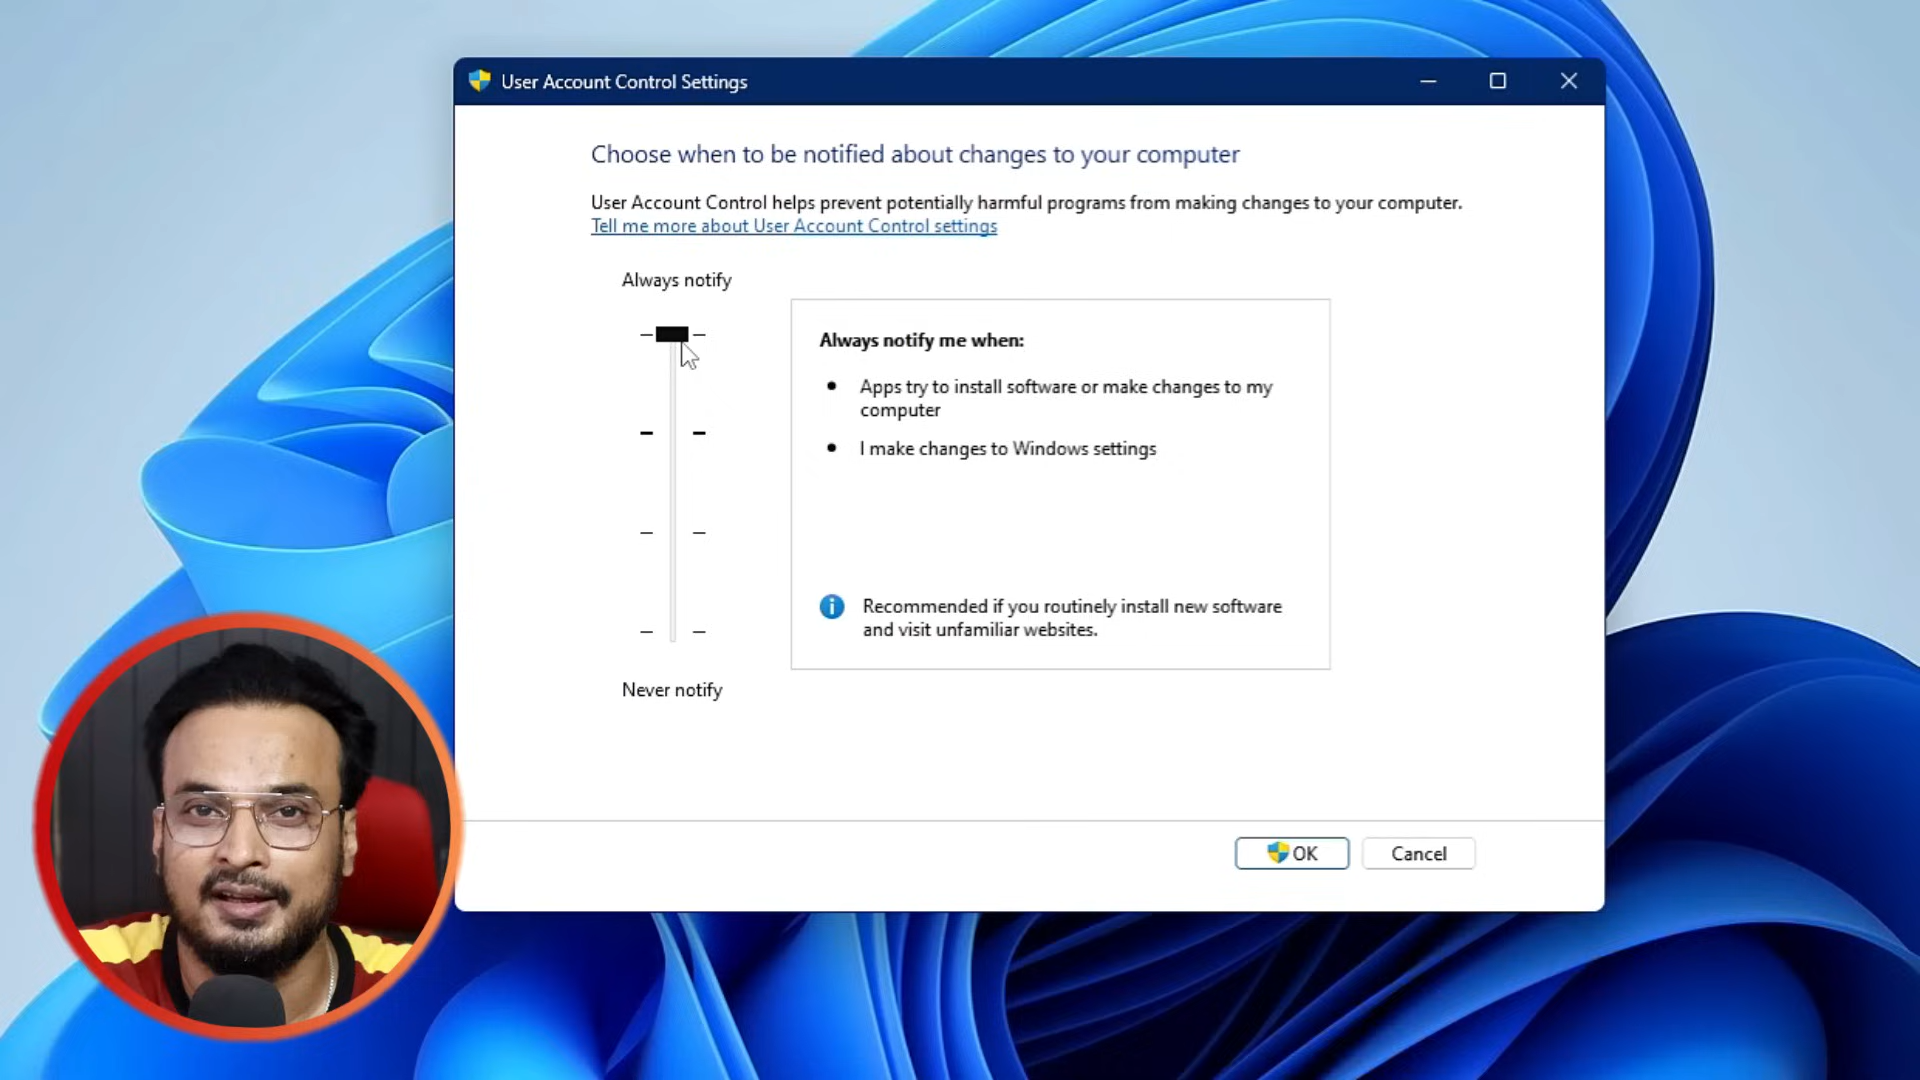 User Account Control Settings
Choose when to be notified about changes to your computer
User Account Control helps prevent potentially harmful programs from making changes to your computer.
Tell me more about User Account Control settings
Always notify
Always notify me when:
• Apps try to install software or make changes to my
computer
• I make changes to Windows settings
Recommended if you routinely install new software
and visit unfamiliar websites.
Never notify
OK
Cancel